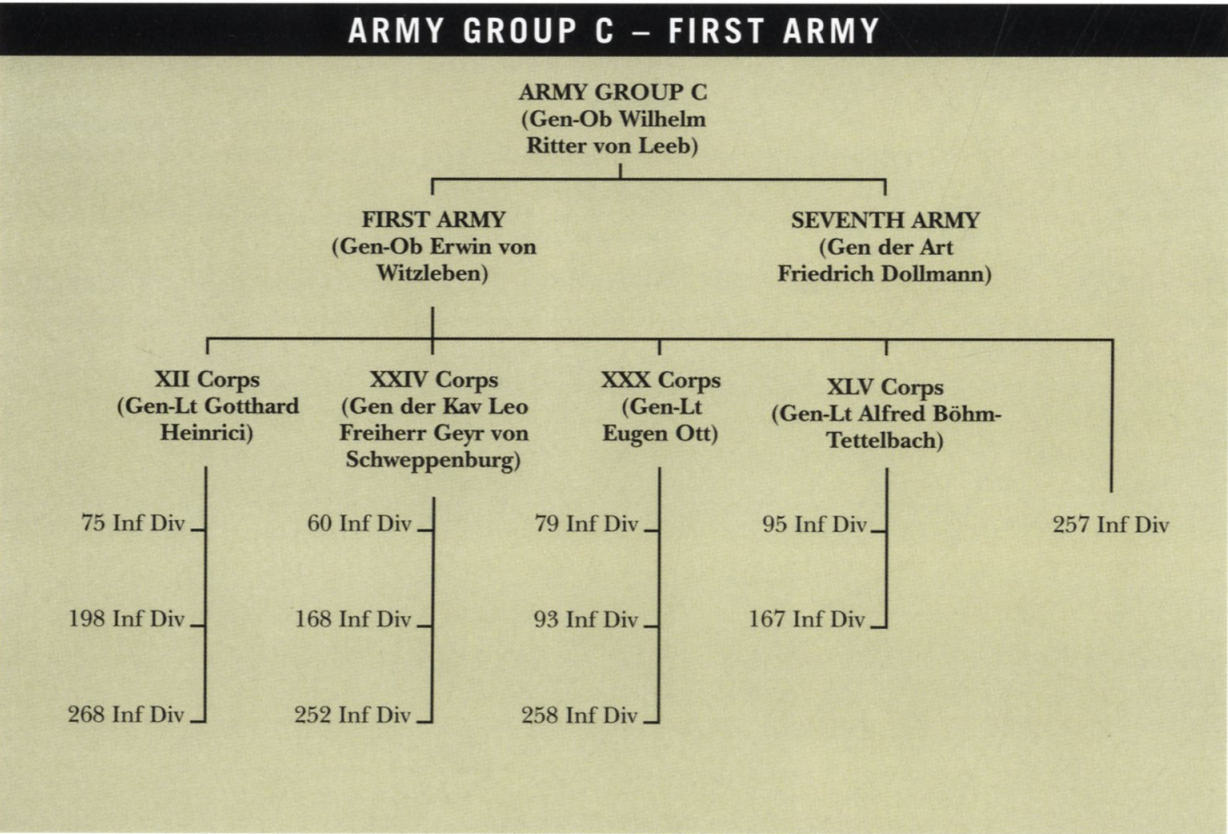 ARMY GROUP C – FIRST ARMY
ARMY GROUP C
(Gen-Ob Wilhelm
Ritter von Leeb)
FIRST ARMY
(Gen-Ob Erwin von
Witzleben)
SEVENTH ARMY
(Gen der Art
Friedrich Dollmann)
XII Corps
(Gen-Lt Gotthard
Heinrici)
XXIV Corps
(Gen der Kav Leo
Freiherr Geyr von
Schweppenburg)
XXX Corps
(Gen-Lt
Eugen Ott)
XLV Corps
(Gen-Lt Alfred Böhm-
Tettelbach)
75 Inf Div
198 Inf Div
268 Inf Div
60 Inf Div
168 Inf Div
252 Inf Div
79 Inf Div
93 Inf Div
258 Inf Div
95 Inf Div
167 Inf Div
257 Inf Div